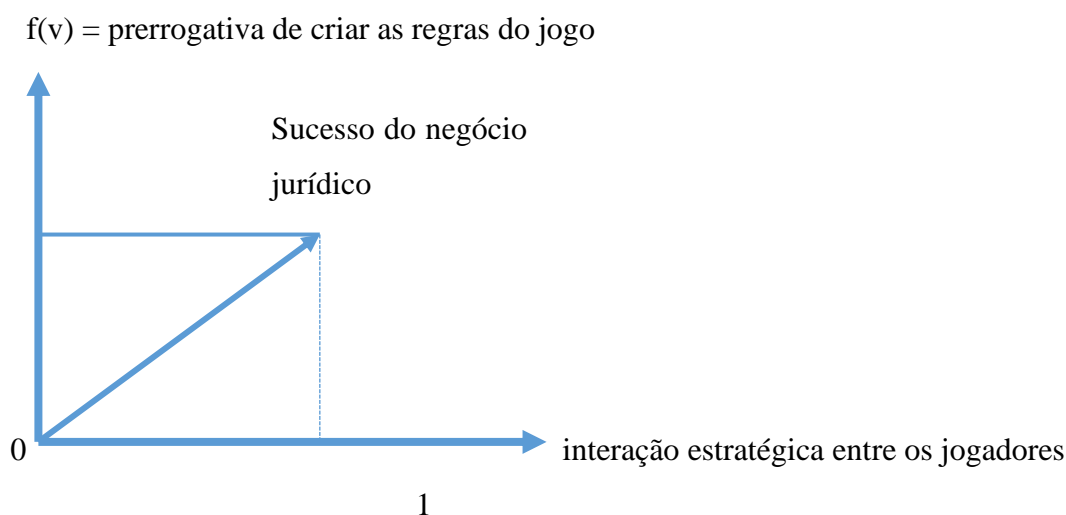 f(v) = prerrogativa de criar as regras do jogo
Sucesso do negócio
jurídico
0
interação estratégica entre os jogadores
1